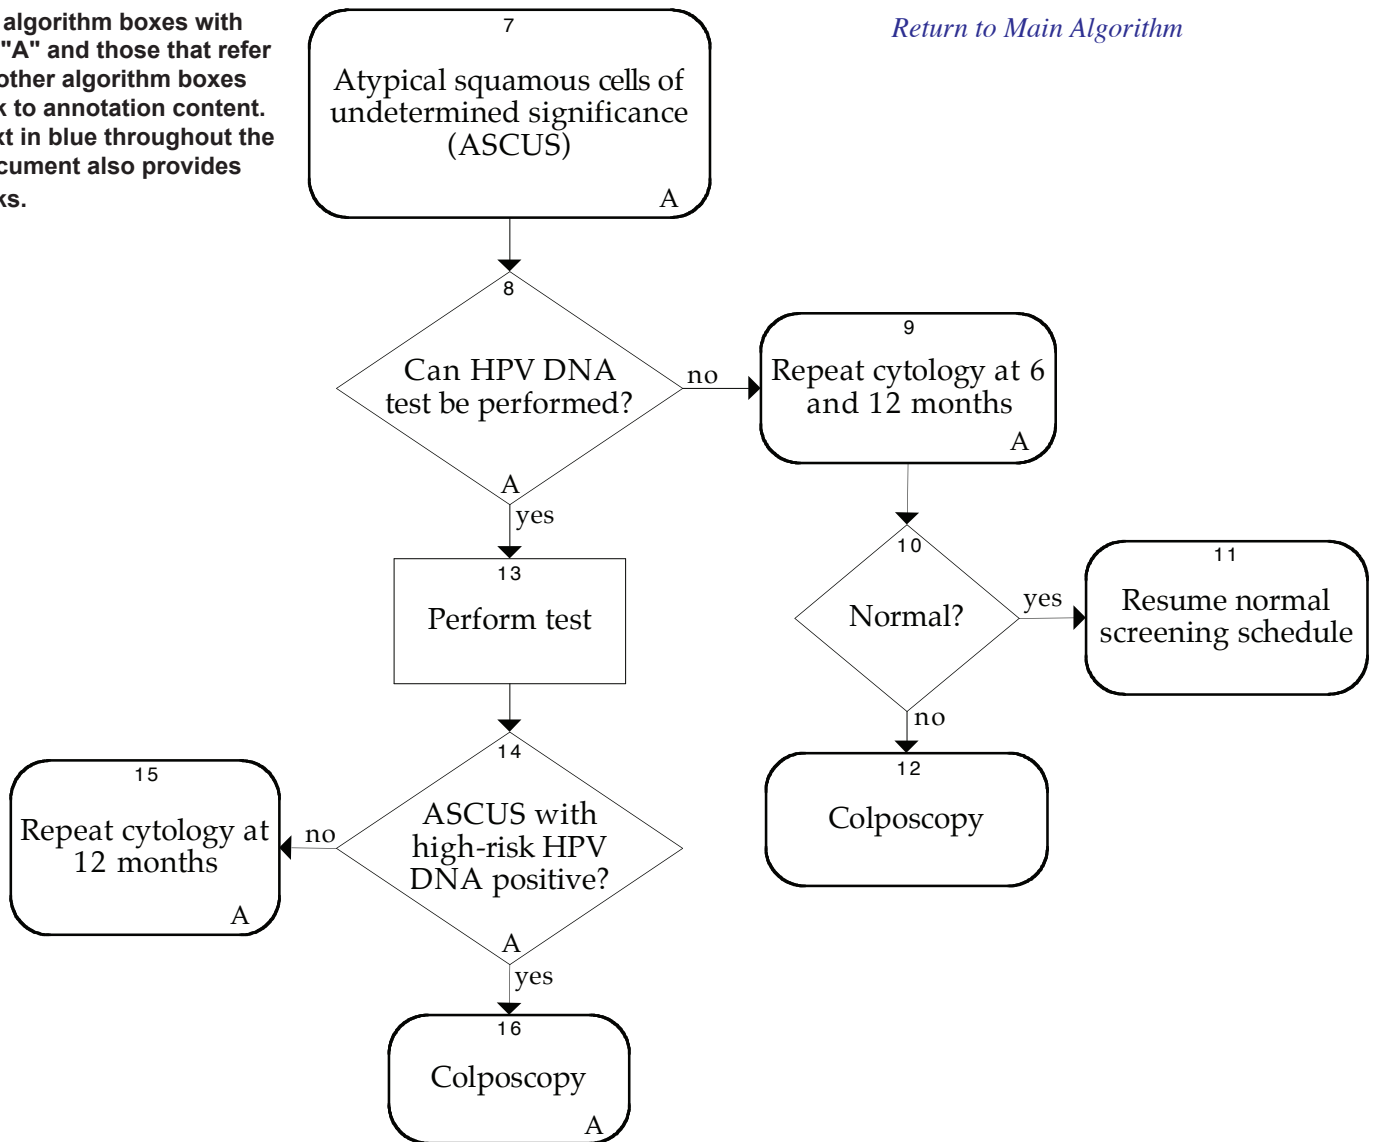 algorithm boxes with
"A" and those that refer
other algorithm boxes
to annotation content.
in blue throughout the
also provides
Return to Main Algorithm
7
Atypical squamous cells of
undetermined significance
(ASCUS)
A
8
Can HPV DNA
test be performed?
A
no
yes
9
Repeat cytology at 6
and 12 months
A
10
Normal?
yes
no
11
Resume normal
screening schedule
12
Colposcopy
13
Perform test
14
ASCUS with
high-risk HPV
DNA positive?
A
no
yes
15
Repeat cytology at
12 months
A
16
Colposcopy
A